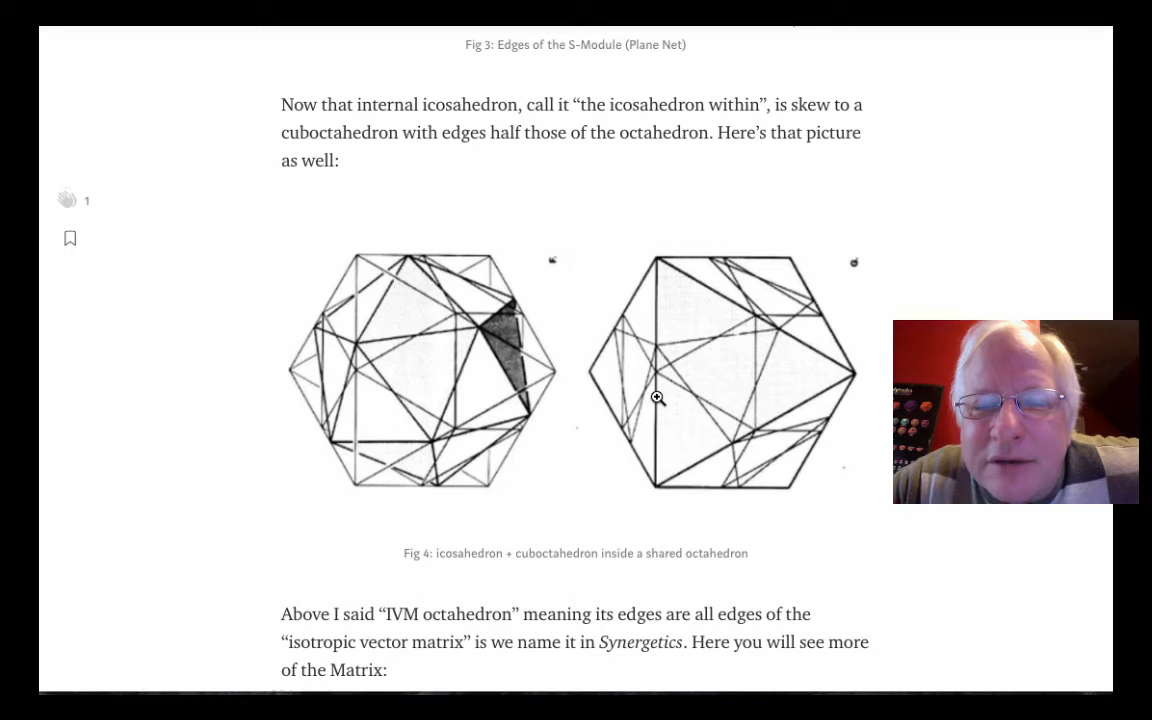 Fig 3: Edges of the S-Module (Plane Net)
Now that internal icosahedron, call it “the icosahedron within”, is skew to a
cuboctahedron with edges half those of the octahedron. Here’s that picture
as well:
1
Fig 4: icosahedron + cuboctahedron inside a shared octahedron
Above I said “IVM octahedron” meaning its edges are all edges of the
“isotropic vector matrix” is we name it in Synergetics. Here you will see more
of the Matrix: